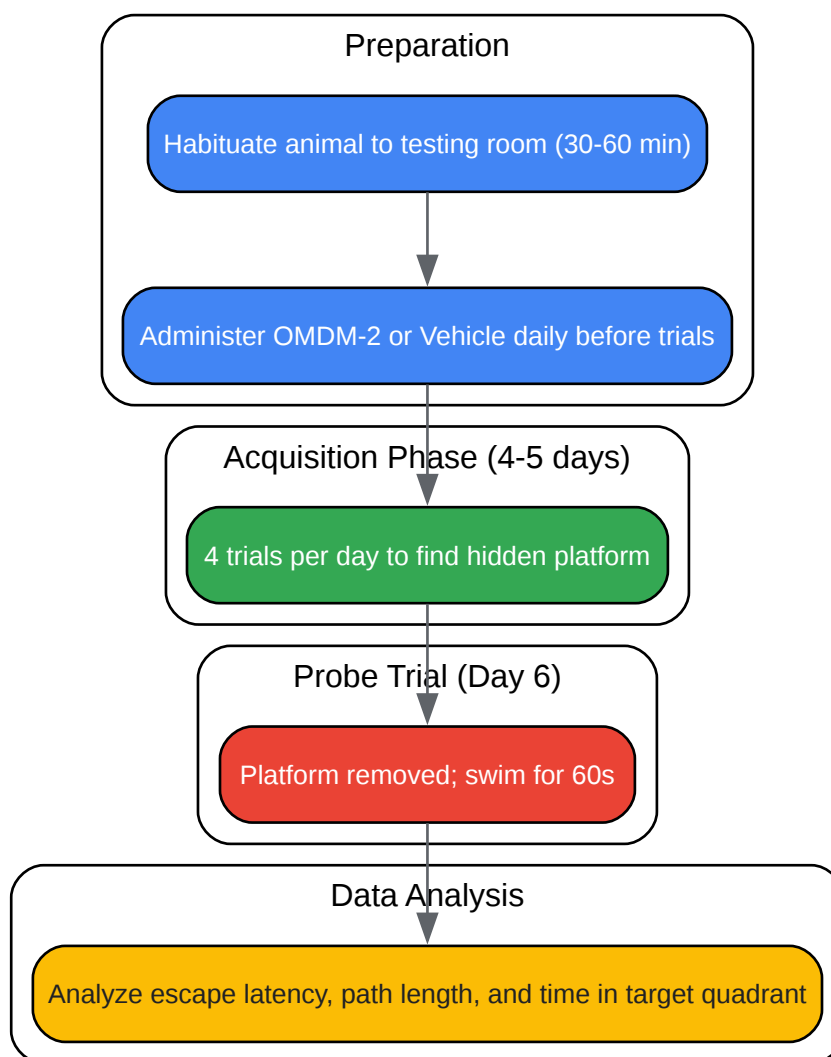 Preparation
Habituate animal to testing room (30-60 min)
Administer OMDM-2 or Vehicle daily before trials
Acquisition Phase (4-5 days)
4 trials per day to find hidden platform
Probe Trial (Day 6)
Platform removed; swim for 60s
Data Analysis
Analyze escape latency, path length, and time in target quadrant